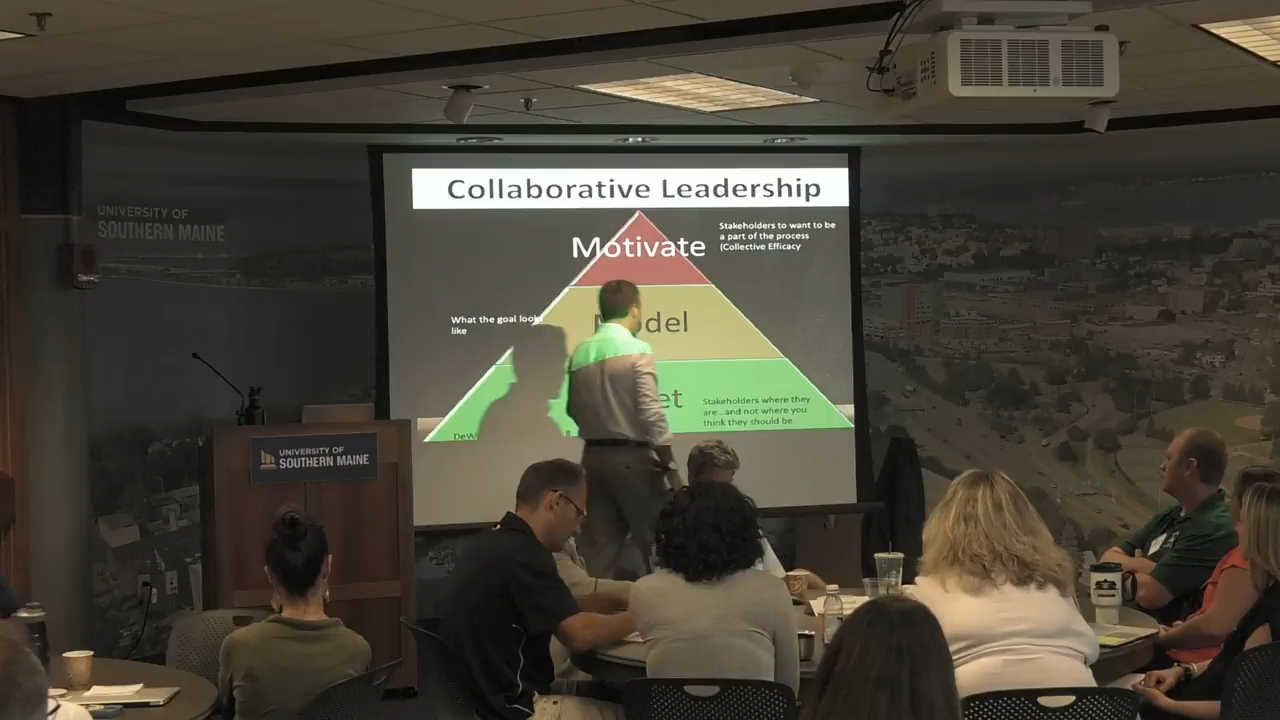 Collaborative Leadership
Motivate
Stakeholders to want to be
a part of the process
(Collective Efficacy
What the goal looks
like
UNIVERSITY OF
SOUTHERN MAINE
Stakeholders where they
are...and not where you
think they should be
UNIVERSITY OF
SOUTHERN MAINE